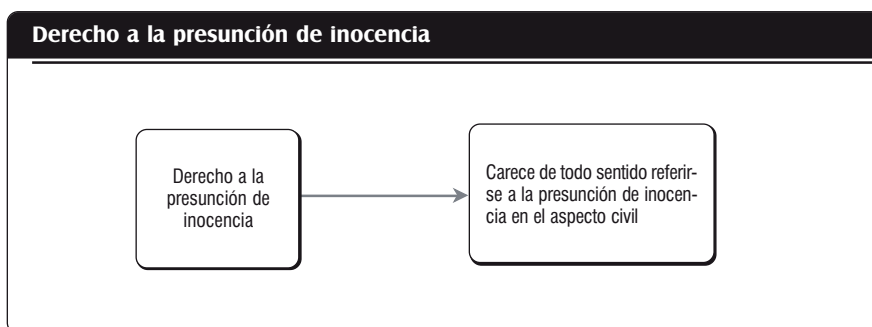 Derecho a la presunción de inocencia
Derecho a la
presunción de
inocencia
Carece de todo sentido referir-
se a la presunción de inocen-
cia en el aspecto civil